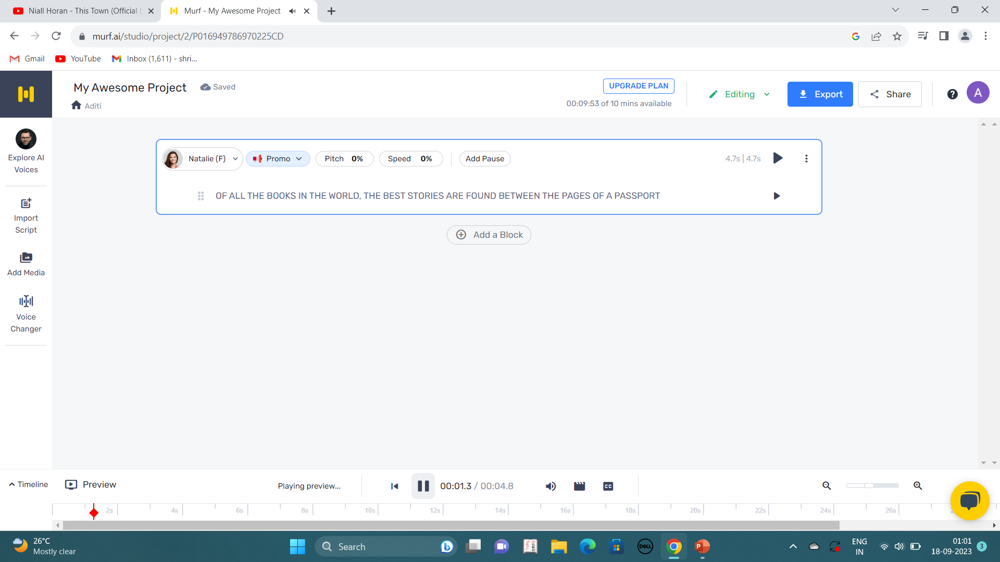 Niall Horan - This Town (Official
Murf - My Awesome Project
murf.ai/studio/project/2/P016949786970225CD
Gmail
YouTube
Inbox (1,611) - shri...
My Awesome Project
Saved
Aditi
UPGRADE PLAN
00:09:53 of 10 mins available
Editing
Export
Share
A
Explore AI
Voices
Import
Script
Add Media
Voice
Changer
Natalie (F)
Promo
Pitch 0%
Speed 0%
Add Pause
4.7s | 4.7s
OF ALL THE BOOKS IN THE WORLD, THE BEST STORIES ARE FOUND BETWEEN THE PAGES OF A PASSPORT
Add a Block
Timeline
Preview
Playing preview...
00:01.3 / 00:04.8
CC
2s 4s 6s 8s 10s 12s 14s 16s 18s 20s 22s 24s 26s
26°C
Mostly clear
Search
Tally
ERP9
DELL
P
ENG
IN
01:01
18-09-2023
3